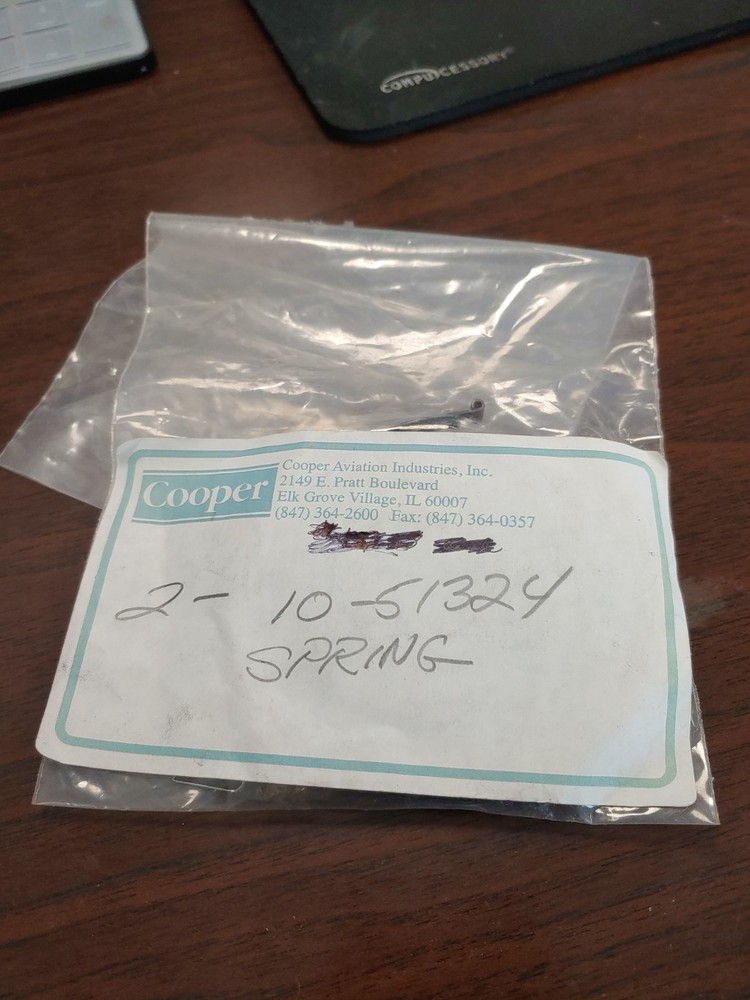 COMPUCESSORY
Cooper
Cooper Aviation Industries, Inc.
2149 E. Pratt Boulevard
Elk Grove Village, IL 60007
(847) 364-2600 Fax: (847) 364-0357
2- 10-51324
SPRING